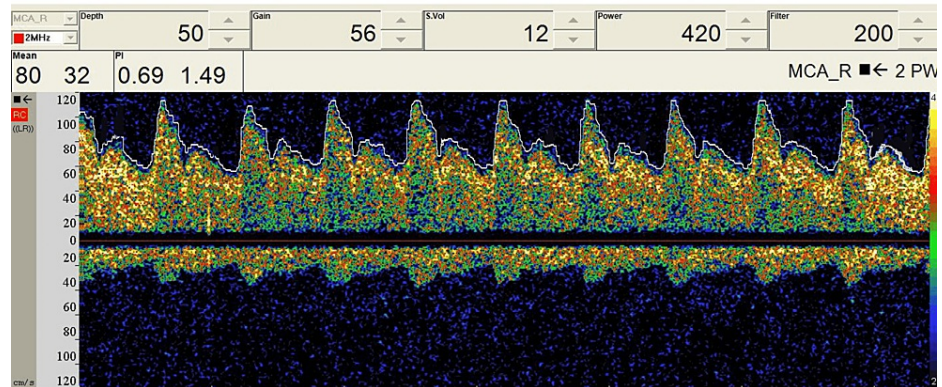 MCA_R Depth 50 Gain 56 S.Vol 12 Power 420 Filter 200
2MHz
Mean 80 32 PI 0.69 1.49 MCA_R ■← 2 PW
■← 120
RC 100
((LR))
80
60
40
20
0
20
40
60
80
100
cm/s 120